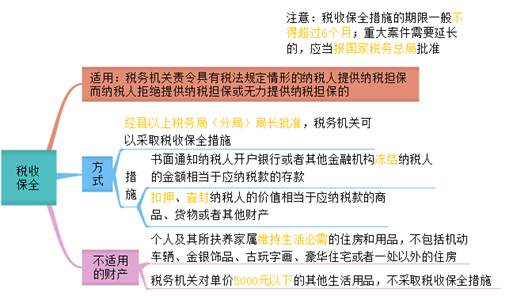 注意：税收保全措施的期限一般不
得超过6个月；重大案件需要延长
的，应当报国家税务总局批准
适用：税务机关责令具有税法规定情形的纳税人提供纳税担保
而纳税人拒绝提供纳税担保或无力提供纳税担保的
税收
保全
方
式
经县以上税务局（分局）局长批准，税务机关可
以采取税收保全措施
措
施
书面通知纳税人开户银行或者其他金融机构冻结纳税人
的金额相当于应纳税款的存款
扣押、查封纳税人的价值相当于应纳税款的商
品、货物或者其他财产
不适用
的财产
个人及其所扶养家属维持生活必需的住房和用品，不包括机动
车辆、金银饰品、古玩字画、豪华住宅或者一处以外的住房
税务机关对单价5000元以下的其他生活用品，不采取税收保全措施